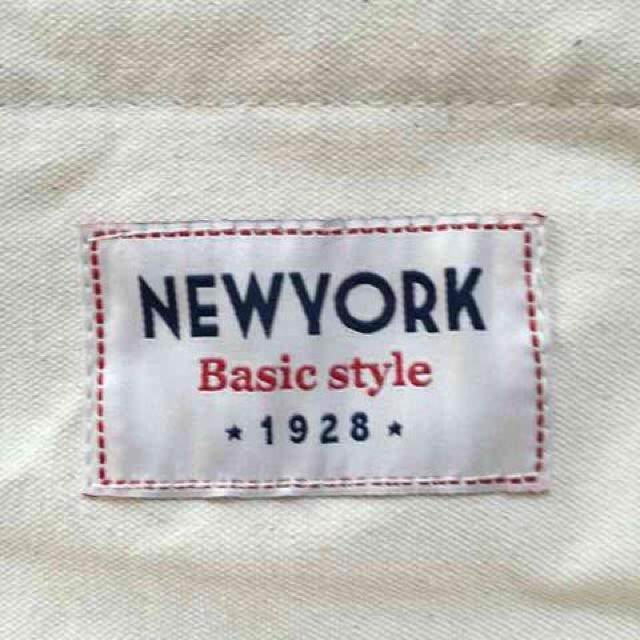 NEWYORK
Basic style
★ 1928 ★